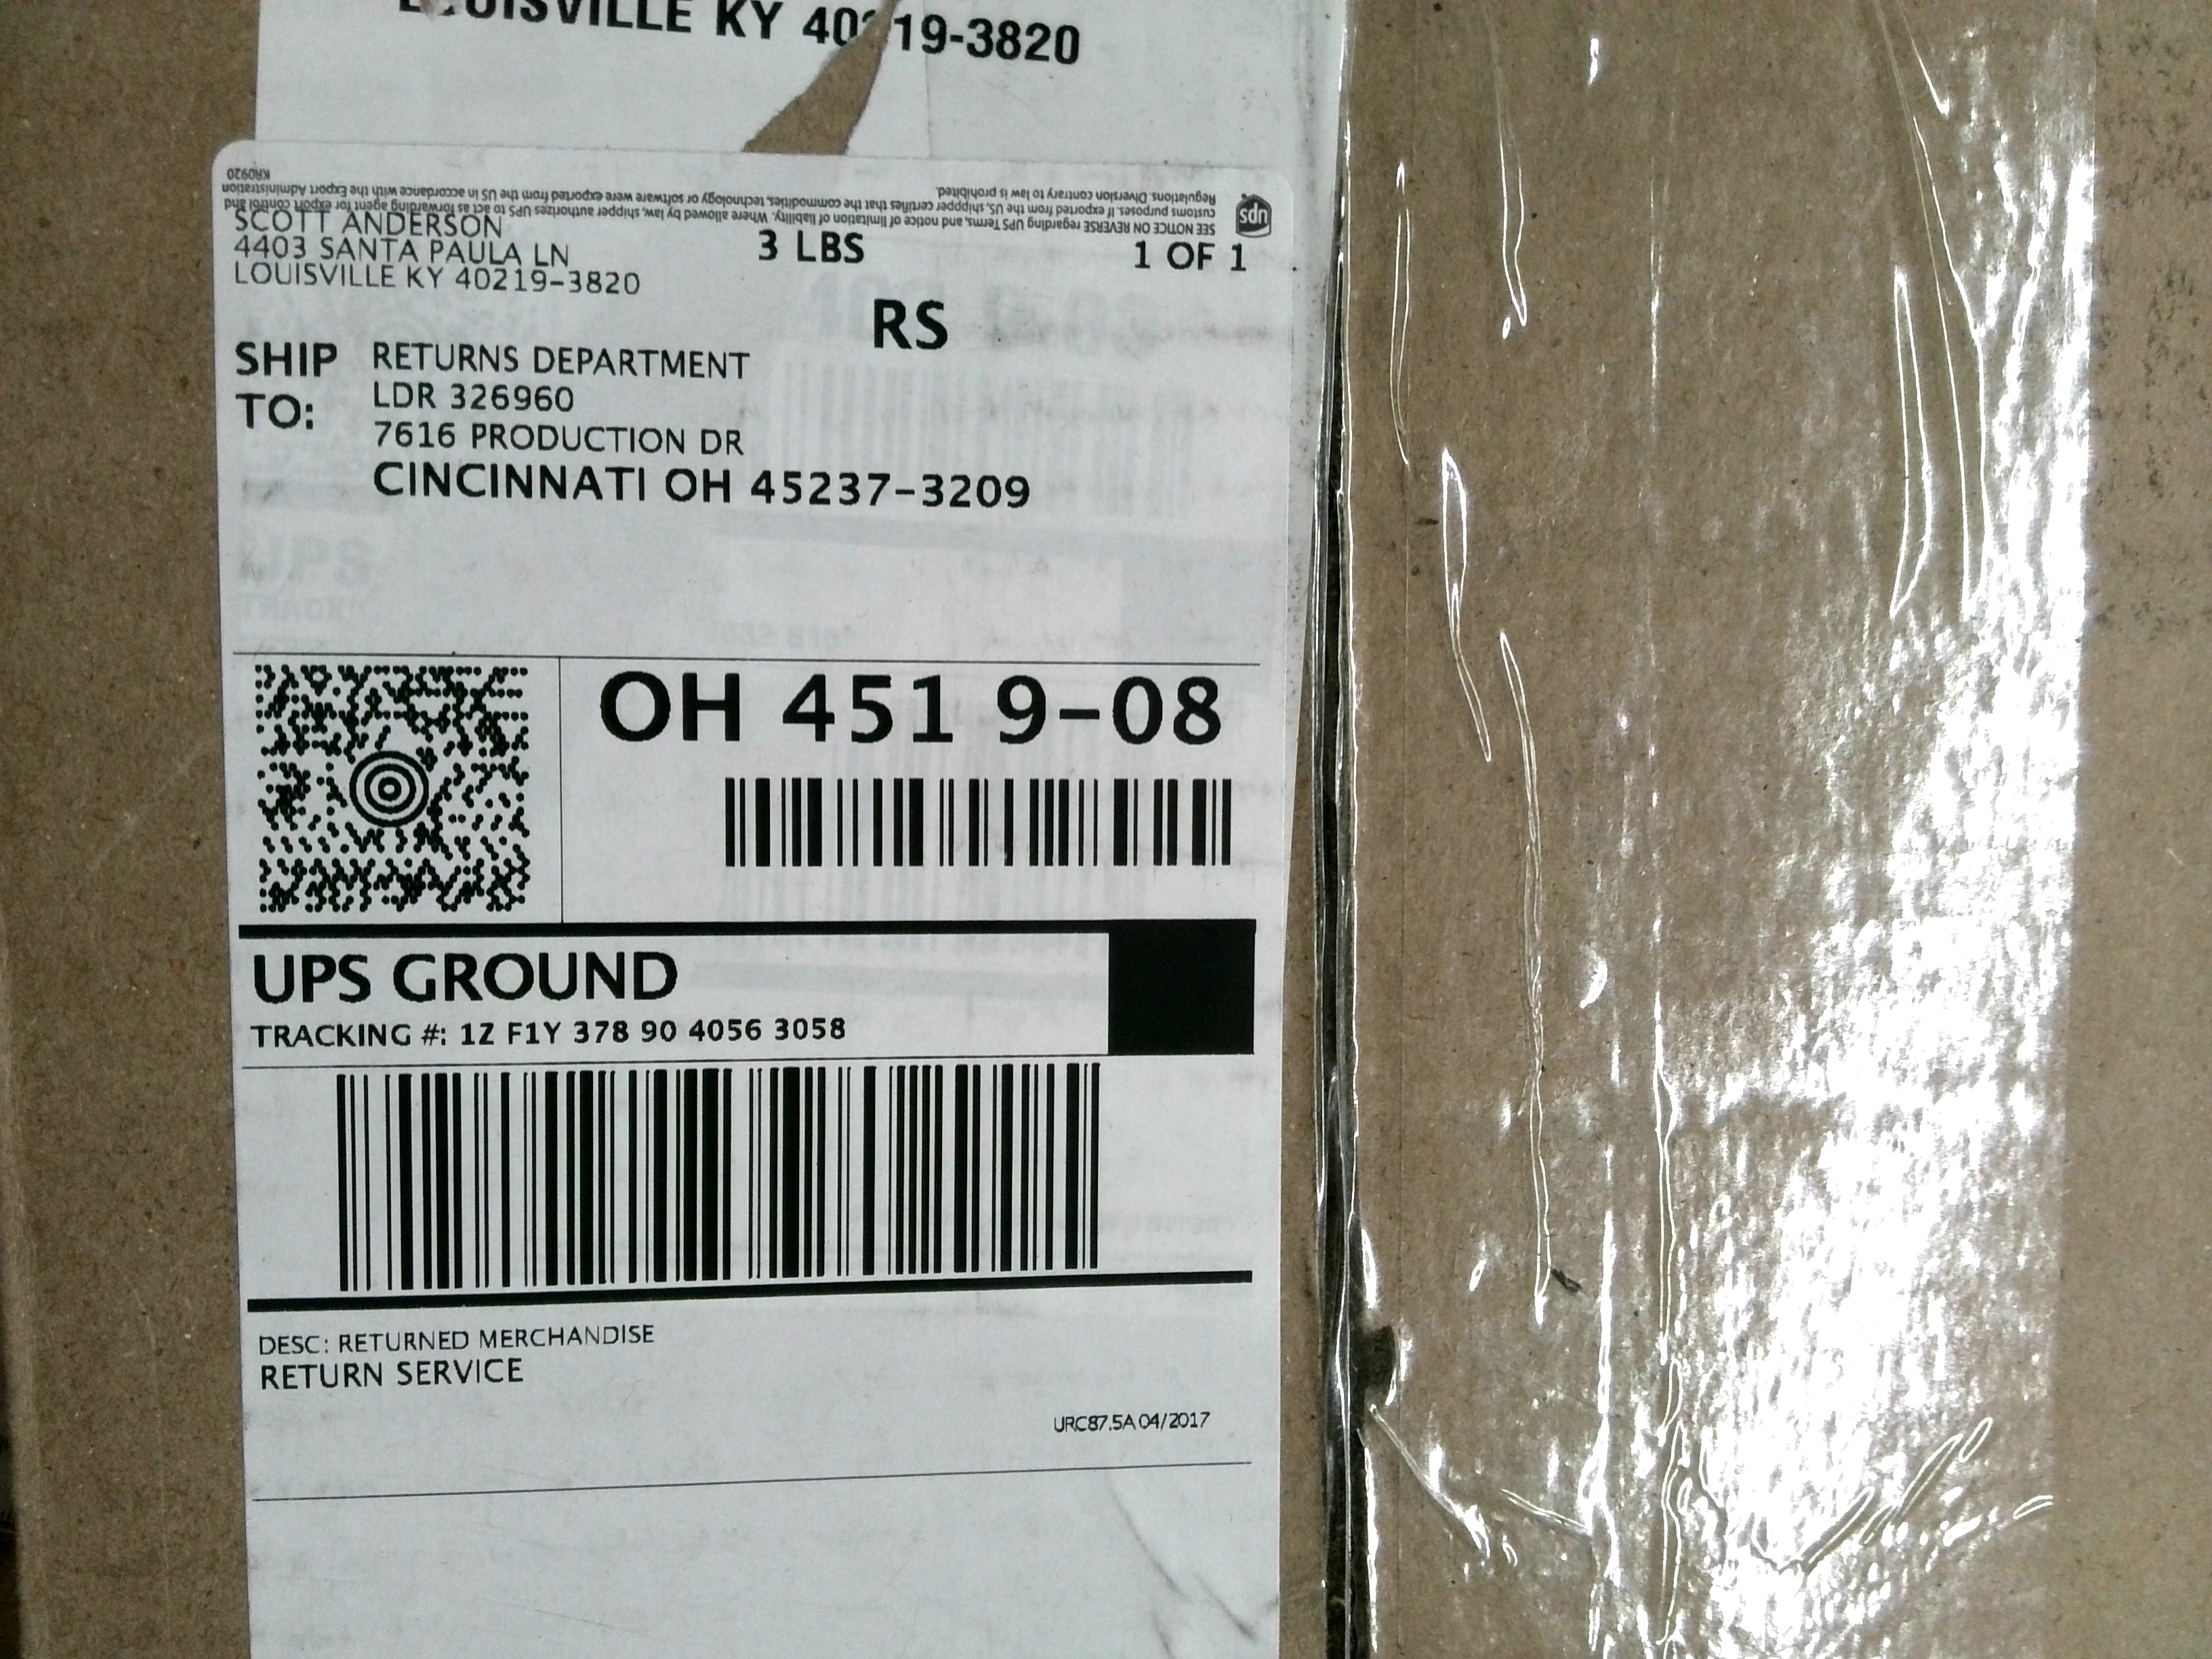 LOUISVILLE KY 40219-3820
SEE NOTICE ON REVERSE regarding UPS Terms, and notice of limitation of liability. Where allowed by law, shipper authorizes UPS to act as forwarding agent for export control and
customs purposes. If exported from the US, shipper certifies that the commodities, technology or software were exported from the US in accordance with the Export Administration
Regulations. Diversion contrary to law is prohibited.
ups
SCOTT ANDERSON
4403 SANTA PAULA LN
LOUISVILLE KY 40219-3820
3 LBS
1 OF 1
RS
SHIP TO:
RETURNS DEPARTMENT
LDR 326960
7616 PRODUCTION DR
CINCINNATI OH 45237-3209
OH 451 9-08
UPS GROUND
TRACKING #: 1Z F1Y 378 90 4056 3058
DESC: RETURNED MERCHANDISE
RETURN SERVICE
URC87.5A 04/2017